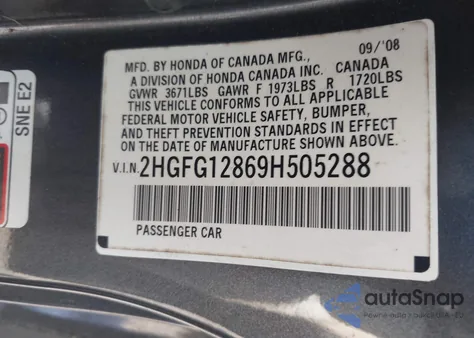 MFD. BY HONDA OF CANADA MFG., 09/'08
A DIVISION OF HONDA CANADA INC. CANADA
GVWR 3671LBS GAWR F 1973LBS R 1720LBS
THIS VEHICLE CONFORMS TO ALL APPLICABLE
FEDERAL MOTOR VEHICLE SAFETY, BUMPER,
AND THEFT PREVENTION STANDARDS IN EFFECT
ON THE DATE OF MANUFACTURE SHOWN ABOVE.
V.I.N. 2HGFG12869H505288
PASSENGER CAR
SNE E2
autoSnap